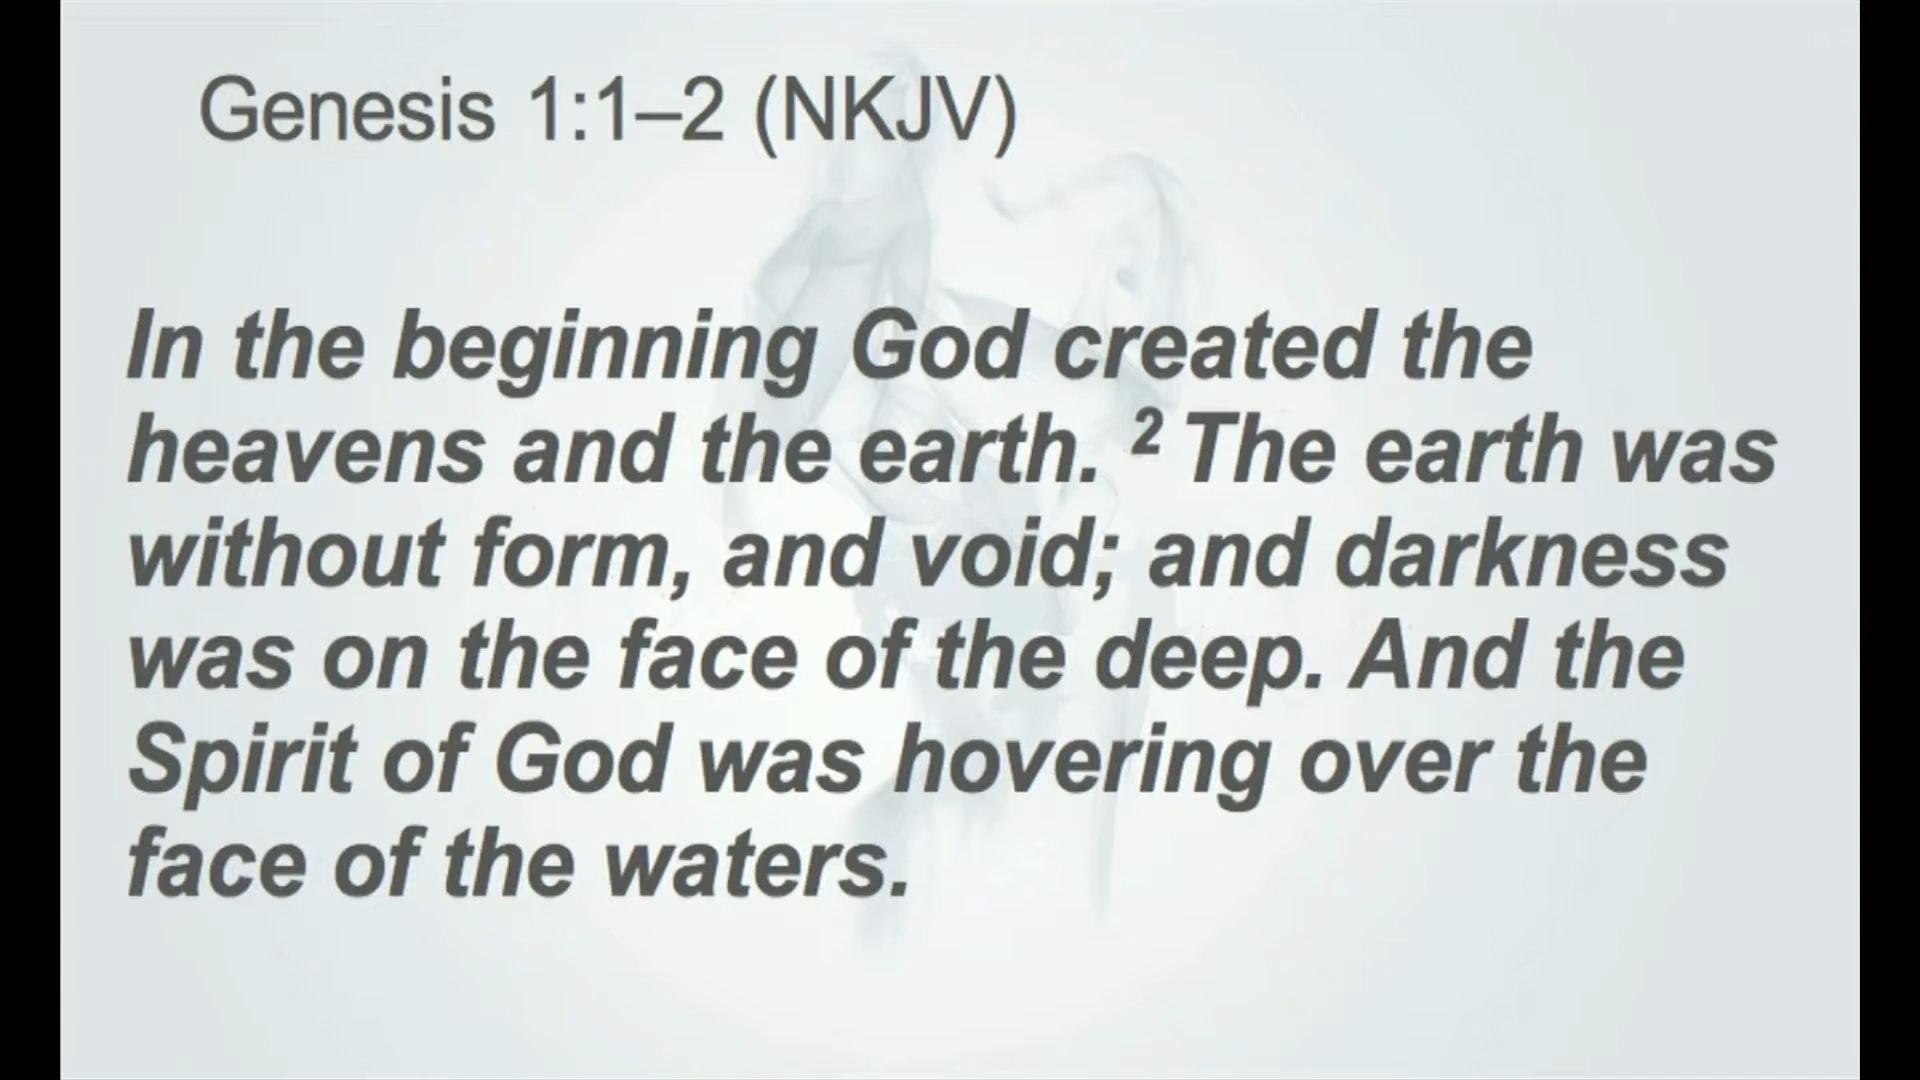 Genesis 1:1–2 (NKJV)
In the beginning God created the
heavens and the earth. ² The earth was
without form, and void; and darkness
was on the face of the deep. And the
Spirit of God was hovering over the
face of the waters.